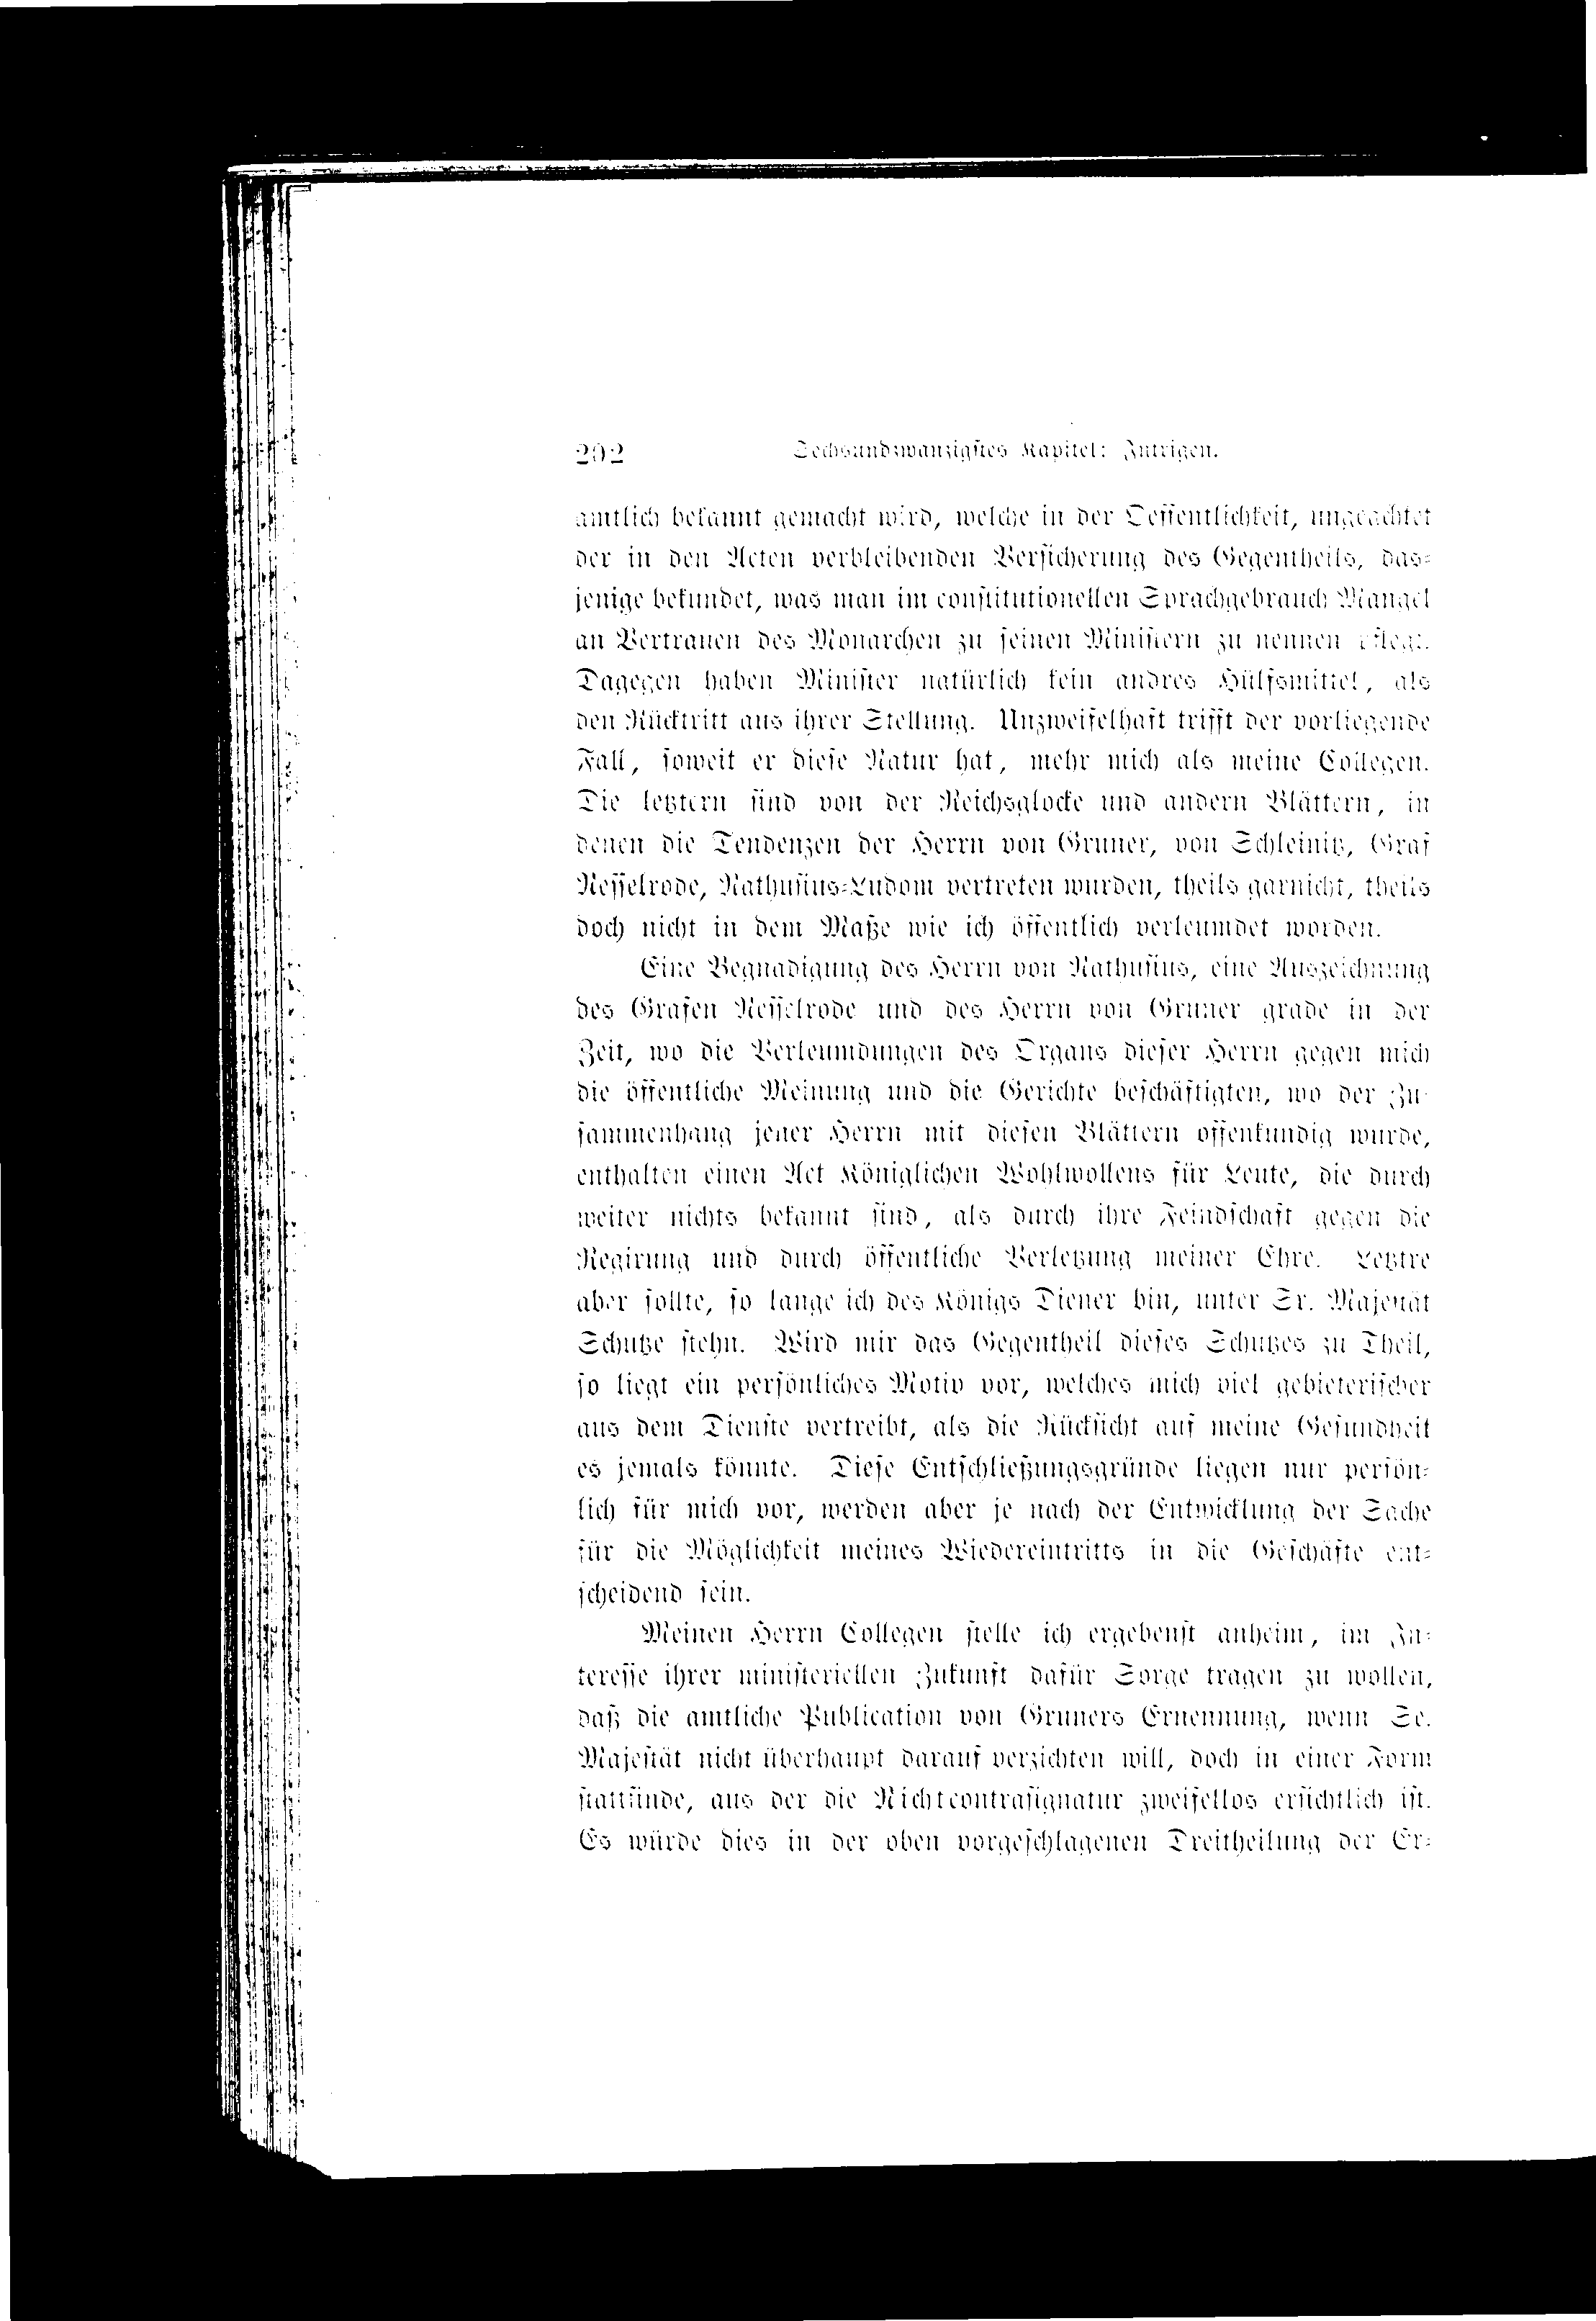 202 Sechsundzwanzigstes Kapitel: Intrigen.
amtlich bekannt gemacht wird, welche in der Oeffentlichkeit, ungeachtet
der in den Acten verbleibenden Versicherung des Gegentheils, das-
jenige bekundet, was man im constitutionellen Sprachgebrauch Mangel
an Vertrauen des Monarchen zu seinen Ministern zu nennen pflegt.
Dagegen haben Minister natürlich kein andres Hülfsmittel, als
den Rücktritt aus ihrer Stellung. Unzweifelhaft trifft der vorliegende
Fall, soweit er diese Natur hat, mehr mich als meine Collegen.
Die letztern sind von der Reichsglocke und andern Blättern, in
denen die Tendenzen der Herrn von Gruner, von Schleinitz, Graf
Nesselrode, Nathusius-Ludom vertreten wurden, theils garnicht, theils
doch nicht in dem Maße wie ich öffentlich verleumdet worden.
Eine Begnadigung des Herrn von Nathusius, eine Auszeichnung
des Grafen Nesselrode und des Herrn von Gruner grade in der
Zeit, wo die Verleumdungen des Organs dieser Herrn gegen mich
die öffentliche Meinung und die Gerichte beschäftigten, wo der Zu-
sammenhang jener Herrn mit diesen Blättern offenkundig wurde,
enthalten einen Act Königlichen Wohlwollens für Leute, die durch
weiter nichts bekannt sind, als durch ihre Feindschaft gegen die
Regirung und durch öffentliche Verletzung meiner Ehre. Letztre
aber sollte, so lange ich des Königs Diener bin, unter Sr. Majestät
Schutze stehn. Wird mir das Gegentheil dieses Schutzes zu Theil,
so liegt ein persönliches Motiv vor, welches mich viel gebieterischer
aus dem Dienste vertreibt, als die Rücksicht auf meine Gesundheit
es jemals könnte. Diese Entschließungsgründe liegen nur persön-
lich für mich vor, werden aber je nach der Entwicklung der Sache
für die Möglichkeit meines Wiedereintritts in die Geschäfte ent-
scheidend sein.
Meinen Herrn Collegen stelle ich ergebenst anheim, im In-
teresse ihrer ministeriellen Zukunft dafür Sorge tragen zu wollen,
daß die amtliche Publication von Gruners Ernennung, wenn Se.
Majestät nicht überhaupt darauf verzichten will, doch in einer Form
stattfinde, aus der die Nichtcontrasignatur zweifellos ersichtlich ist.
Es würde dies in der oben vorgeschlagenen Dreitheilung der Er-